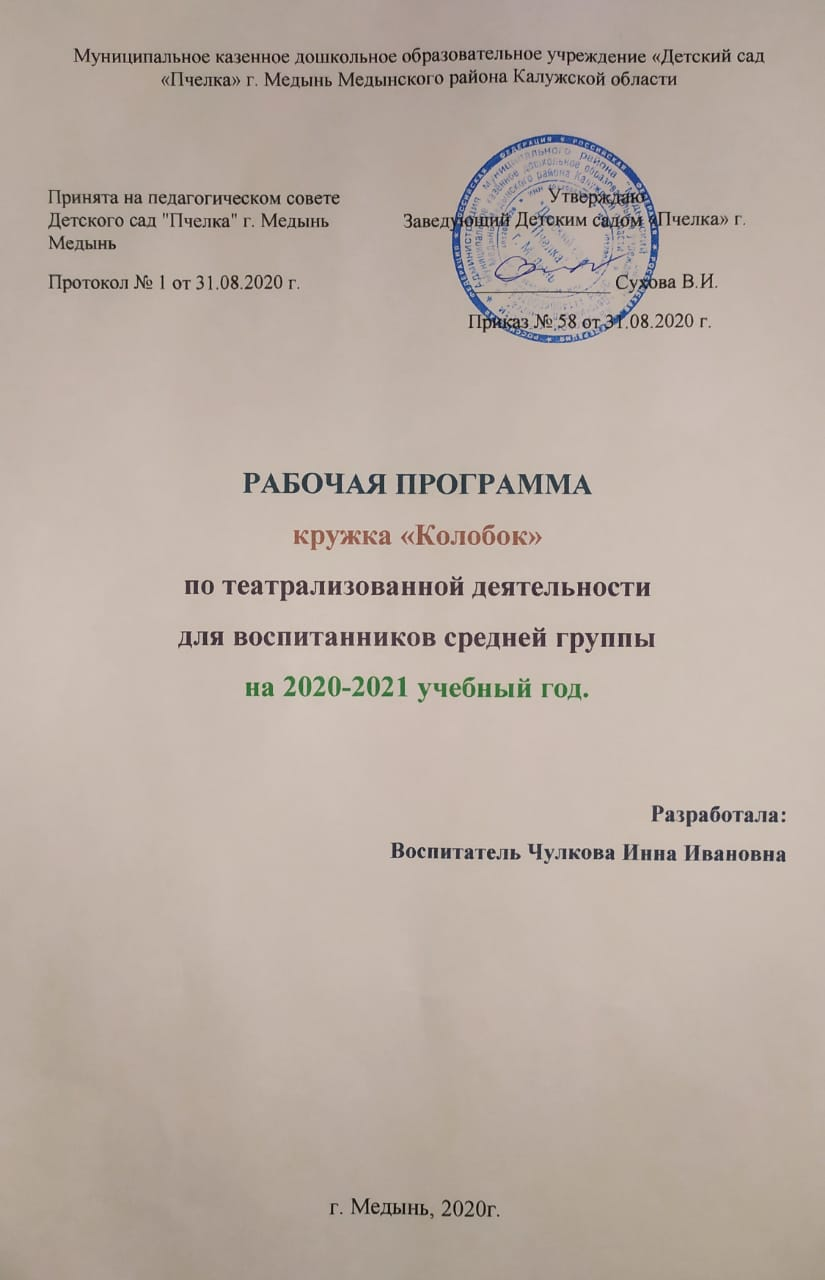 Муниципальное казенное дошкольное образовательное учреждение «Детский сад
«Пчелка» г. Медынь Медынского района Калужской области
Принята на педагогическом совете
Детского сад "Пчелка" г. Медынь
Медынь
Протокол № 1 от 31.08.2020 г.
Утверждаю
Заведующий Детским садом «Пчелка» г.
Сухова В.И.
Приказ № 58 от 31.08.2020 г.
РАБОЧАЯ ПРОГРАММА
кружка «Колобок»
по театрализованной деятельности
для воспитанников средней группы
на 2020-2021 учебный год.
Разработала:
Воспитатель Чулкова Инна Ивановна
г. Медынь, 2020г.